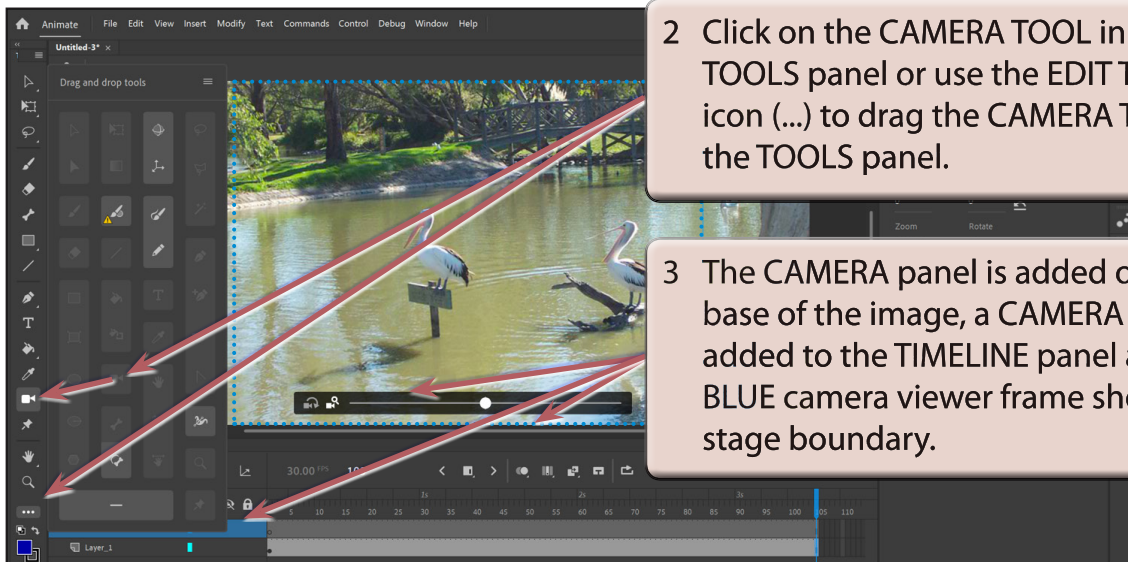 Animate File Edit View Insert Modify Text Commands Control Debug Window Help
Untitled-3* ×
Drag and drop tools
2 Click on the CAMERA TOOL in
TOOLS panel or use the EDIT T
icon (...) to drag the CAMERA T
the TOOLS panel.
Zoom Rotate
3 The CAMERA panel is added o
base of the image, a CAMERA
added to the TIMELINE panel a
BLUE camera viewer frame sho
stage boundary.
30.00 FPS
1s 2s 3s
5 10 15 20 25 30 35 40 45 50 55 60 65 70 75 80 85 90 95 100 105 110
Layer_1